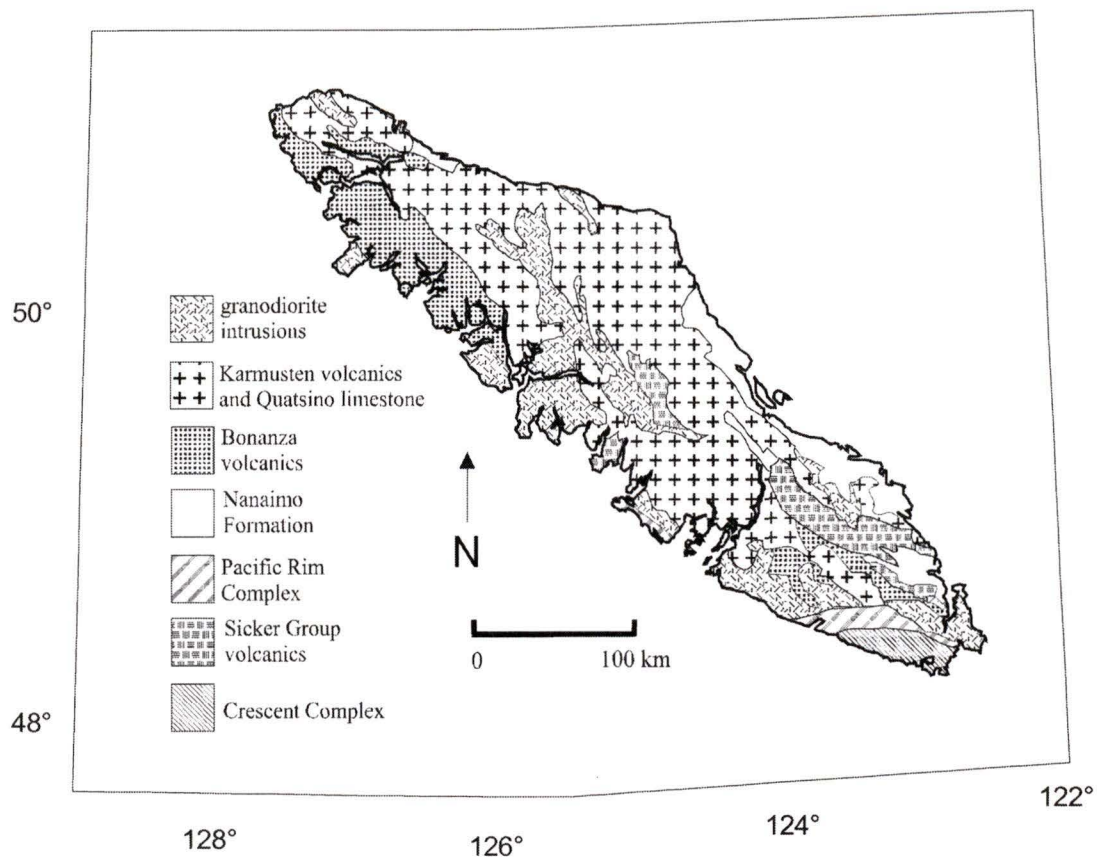 50°
granodiorite
intrusions
Karmusten volcanics
and Quatsino limestone
Bonanza
volcanics
Nanaimo
Formation
Pacific Rim
Complex
Sicker Group
volcanics
Crescent Complex
N
0 100 km
48°
128° 126° 124° 122°